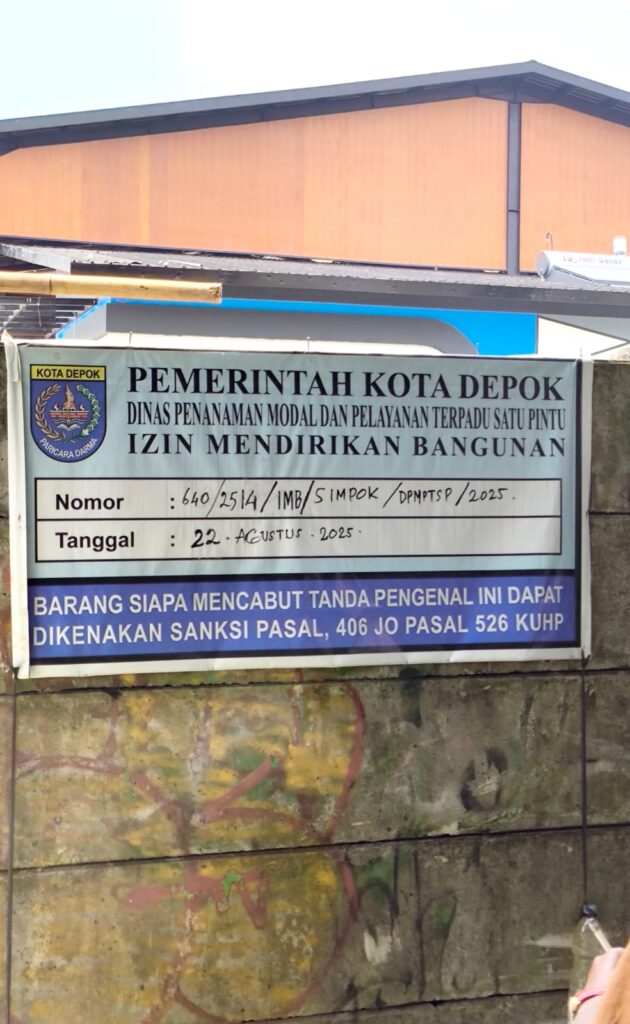 KOTA DEPOK
PARICARA DARMA
PEMERINTAH KOTA DEPOK
DINAS PENANAMAN MODAL DAN PELAYANAN TERPADU SATU PINTU
IZIN MENDIRIKAN BANGUNAN
Nomor : 640/2514/IMB/SIMPOK/DPMPTSP/2025.
Tanggal : 22 . AGUSTUS . 2025.
BARANG SIAPA MENCABUT TANDA PENGENAL INI DAPAT
DIKENAKAN SANKSI PASAL, 406 JO PASAL 526 KUHP